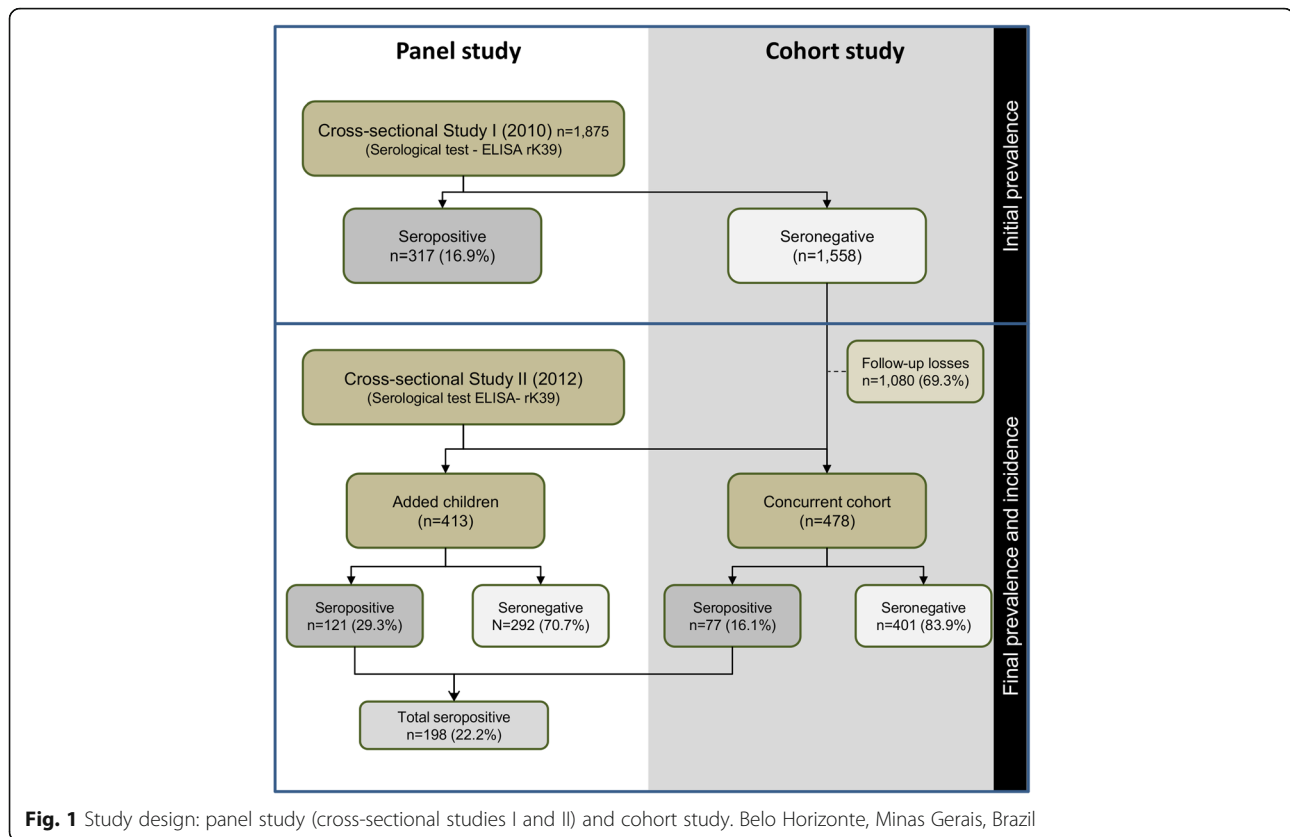 Panel study
Cohort study
Cross-sectional Study I (2010) n=1,875
(Serological test - ELISA rK39)
Seropositive
n=317 (16.9%)
Seronegative
(n=1,558)
Initial prevalence
Follow-up losses
n=1,080 (69.3%)
Cross-sectional Study II (2012)
(Serological test ELISA- rK39)
Added children
(n=413)
Concurrent cohort
(n=478)
Seropositive
n=121 (29.3%)
Seronegative
N=292 (70.7%)
Seropositive
n=77 (16.1%)
Seronegative
n=401 (83.9%)
Total seropositive
n=198 (22.2%)
Final prevalence and incidence
Fig. 1 Study design: panel study (cross-sectional studies I and II) and cohort study. Belo Horizonte, Minas Gerais, Brazil